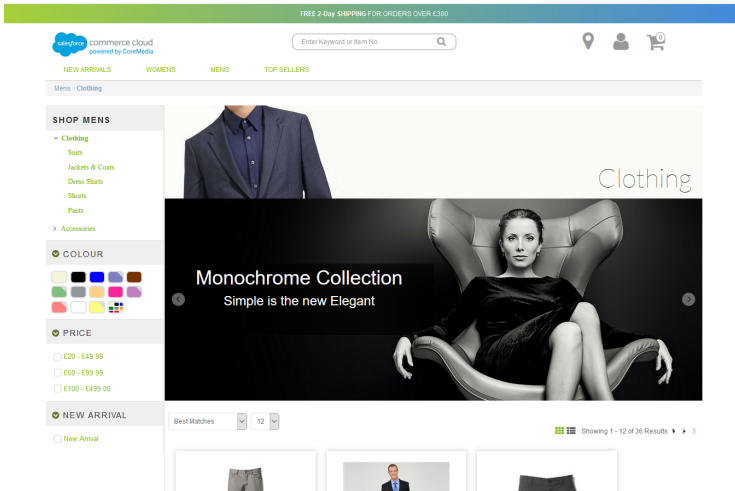 FREE 2-Day SHIPPING FOR ORDERS OVER £300
salesforce commerce cloud
powered by CoreMedia
Enter Keyword or Item No.
0
NEW ARRIVALS WOMENS MENS TOP SELLERS
Mens / Clothing
SHOP MENS
Clothing
Suits
Jackets & Coats
Dress Shirts
Shorts
Pants
Accessories
COLOUR
PRICE
£20 - £49.99
£50 - £99.99
£100 - £499.00
NEW ARRIVAL
New Arrival
Clothing
Monochrome Collection
Simple is the new Elegant
Best Matches 12
Showing 1 - 12 of 36 Results 3